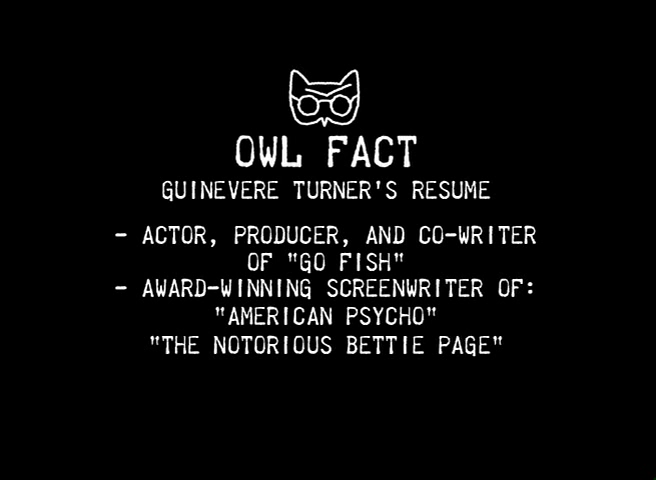 OWL FACT
GUINEVERE TURNER'S RESUME
- ACTOR, PRODUCER, AND CO-WRITER
OF "GO FISH"
- AWARD-WINNING SCREENWRITER OF:
"AMERICAN PSYCHO"
"THE NOTORIOUS BETTIE PAGE"